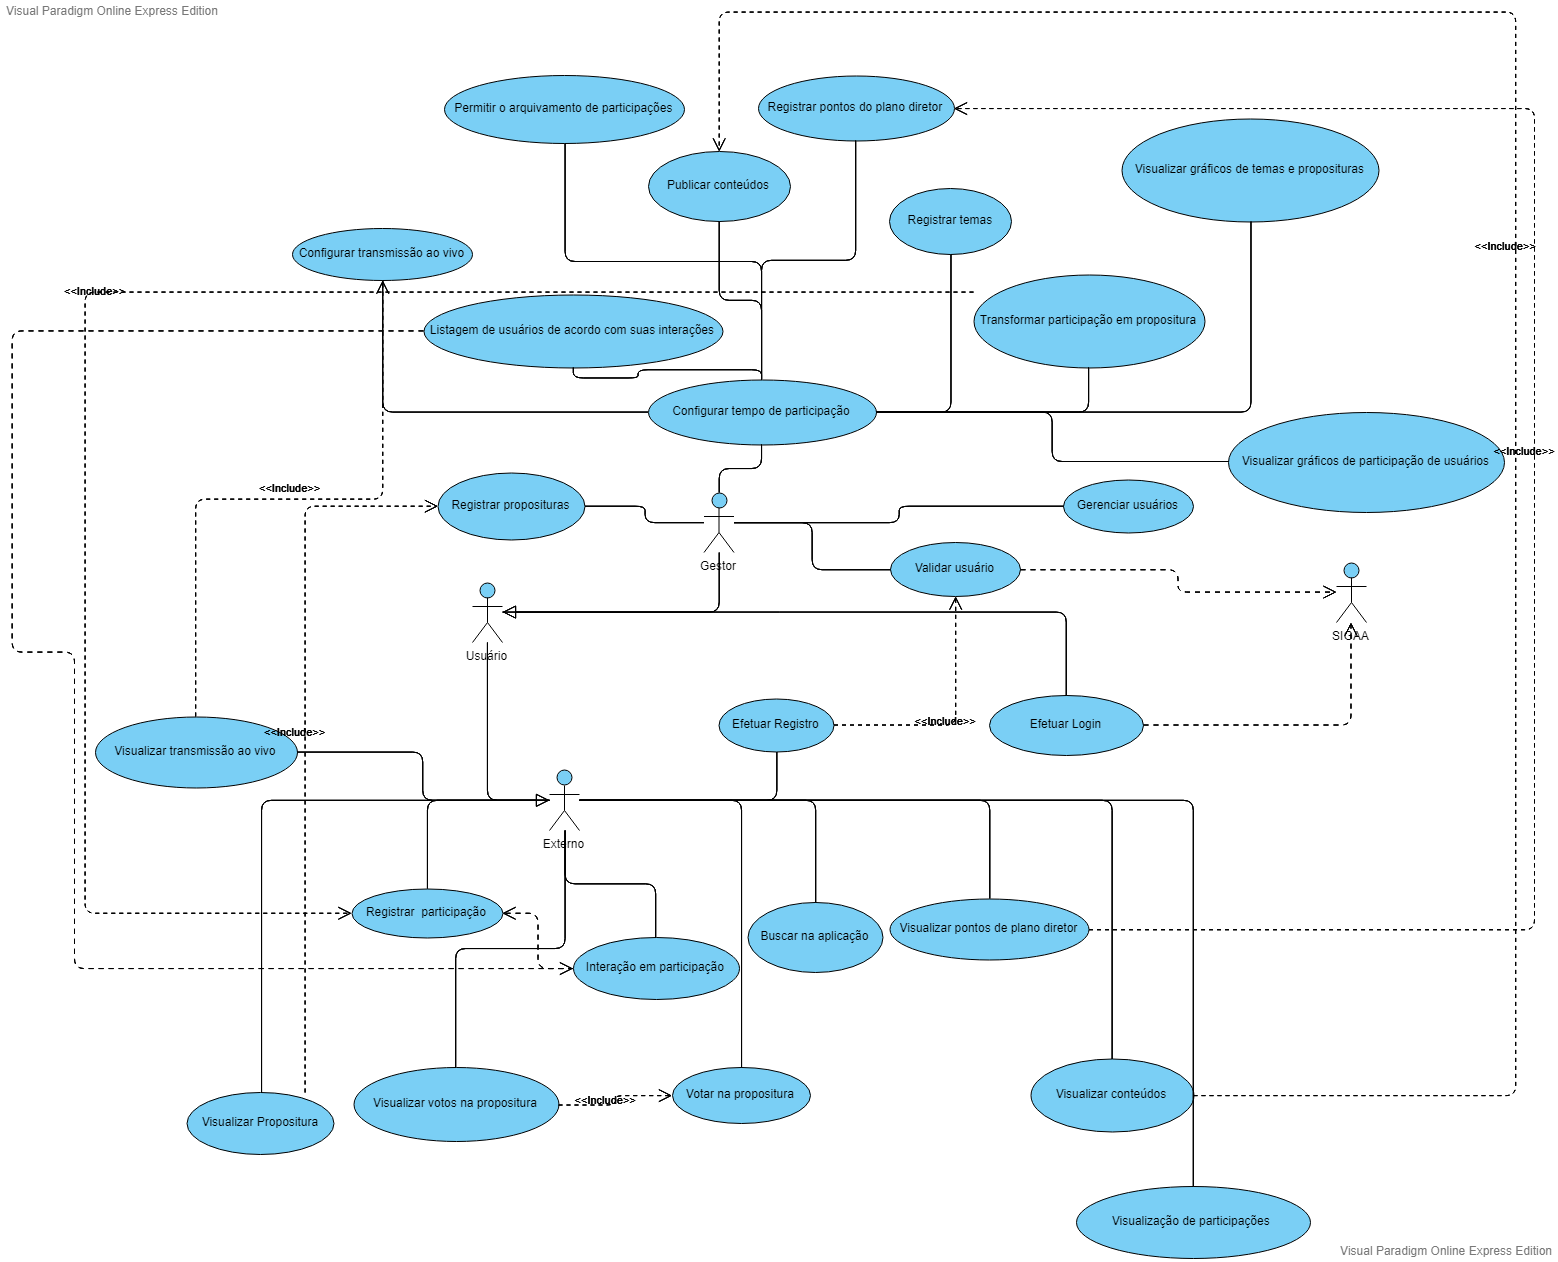 Visual Paradigm Online Express Edition
Permitir o arquivamento de participações
Registrar pontos do plano diretor
Visualizar gráficos de temas e proposituras
Publicar conteúdos
Registrar temas
<<Include>>
Configurar transmissão ao vivo
<<Include>>
Transformar participação em propositura
Listagem de usuários de acordo com suas interações
Configurar tempo de participação
<<Include>>
Visualizar gráficos de participação de usuários
<<Include>>
Registrar proposituras
Gerenciar usuários
Gestor
Validar usuário
SIGAA
Usuário
Efetuar Registro
<<Include>>
Efetuar Login
<<Include>>
Visualizar transmissão ao vivo
Externo
Registrar  participação
Visualizar pontos de plano diretor
Buscar na aplicação
Interação em participação
Visualizar Propositura
Visualizar votos na propositura
<<Include>>
Votar na propositura
Visualizar conteúdos
Visualização de participações
Visual Paradigm Online Express Edition